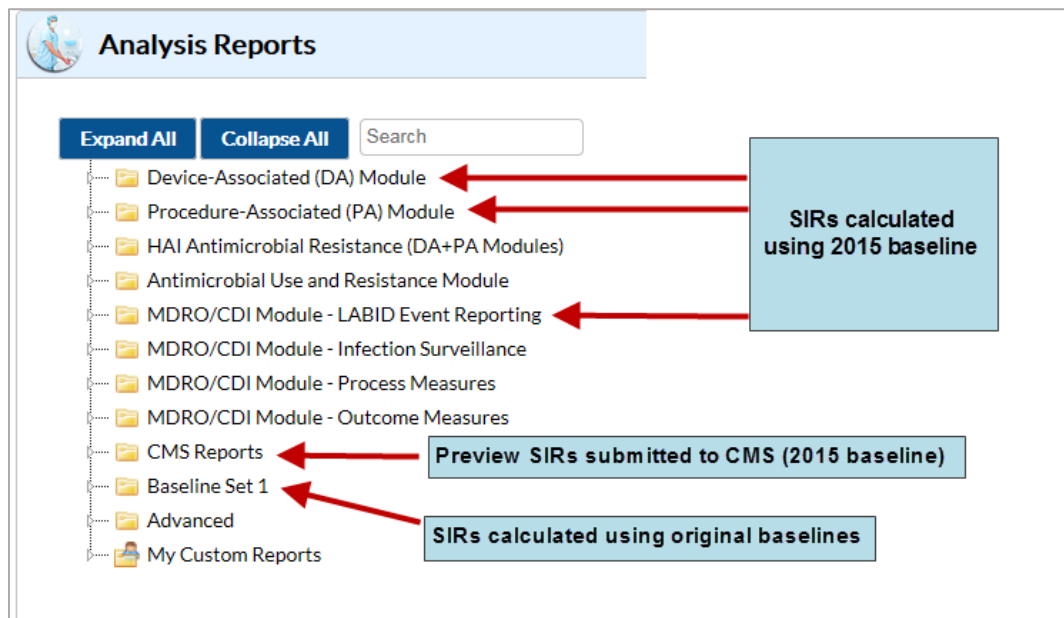 Analysis Reports
Expand All
Collapse All
Search
Device-Associated (DA) Module
Procedure-Associated (PA) Module
HAI Antimicrobial Resistance (DA+PA Modules)
Antimicrobial Use and Resistance Module
MDRO/CDI Module - LABID Event Reporting
MDRO/CDI Module - Infection Surveillance
MDRO/CDI Module - Process Measures
MDRO/CDI Module - Outcome Measures
CMS Reports
Baseline Set 1
Advanced
My Custom Reports
SIRs calculated
using 2015 baseline
Preview SIRs submitted to CMS (2015 baseline)
SIRs calculated using original baselines